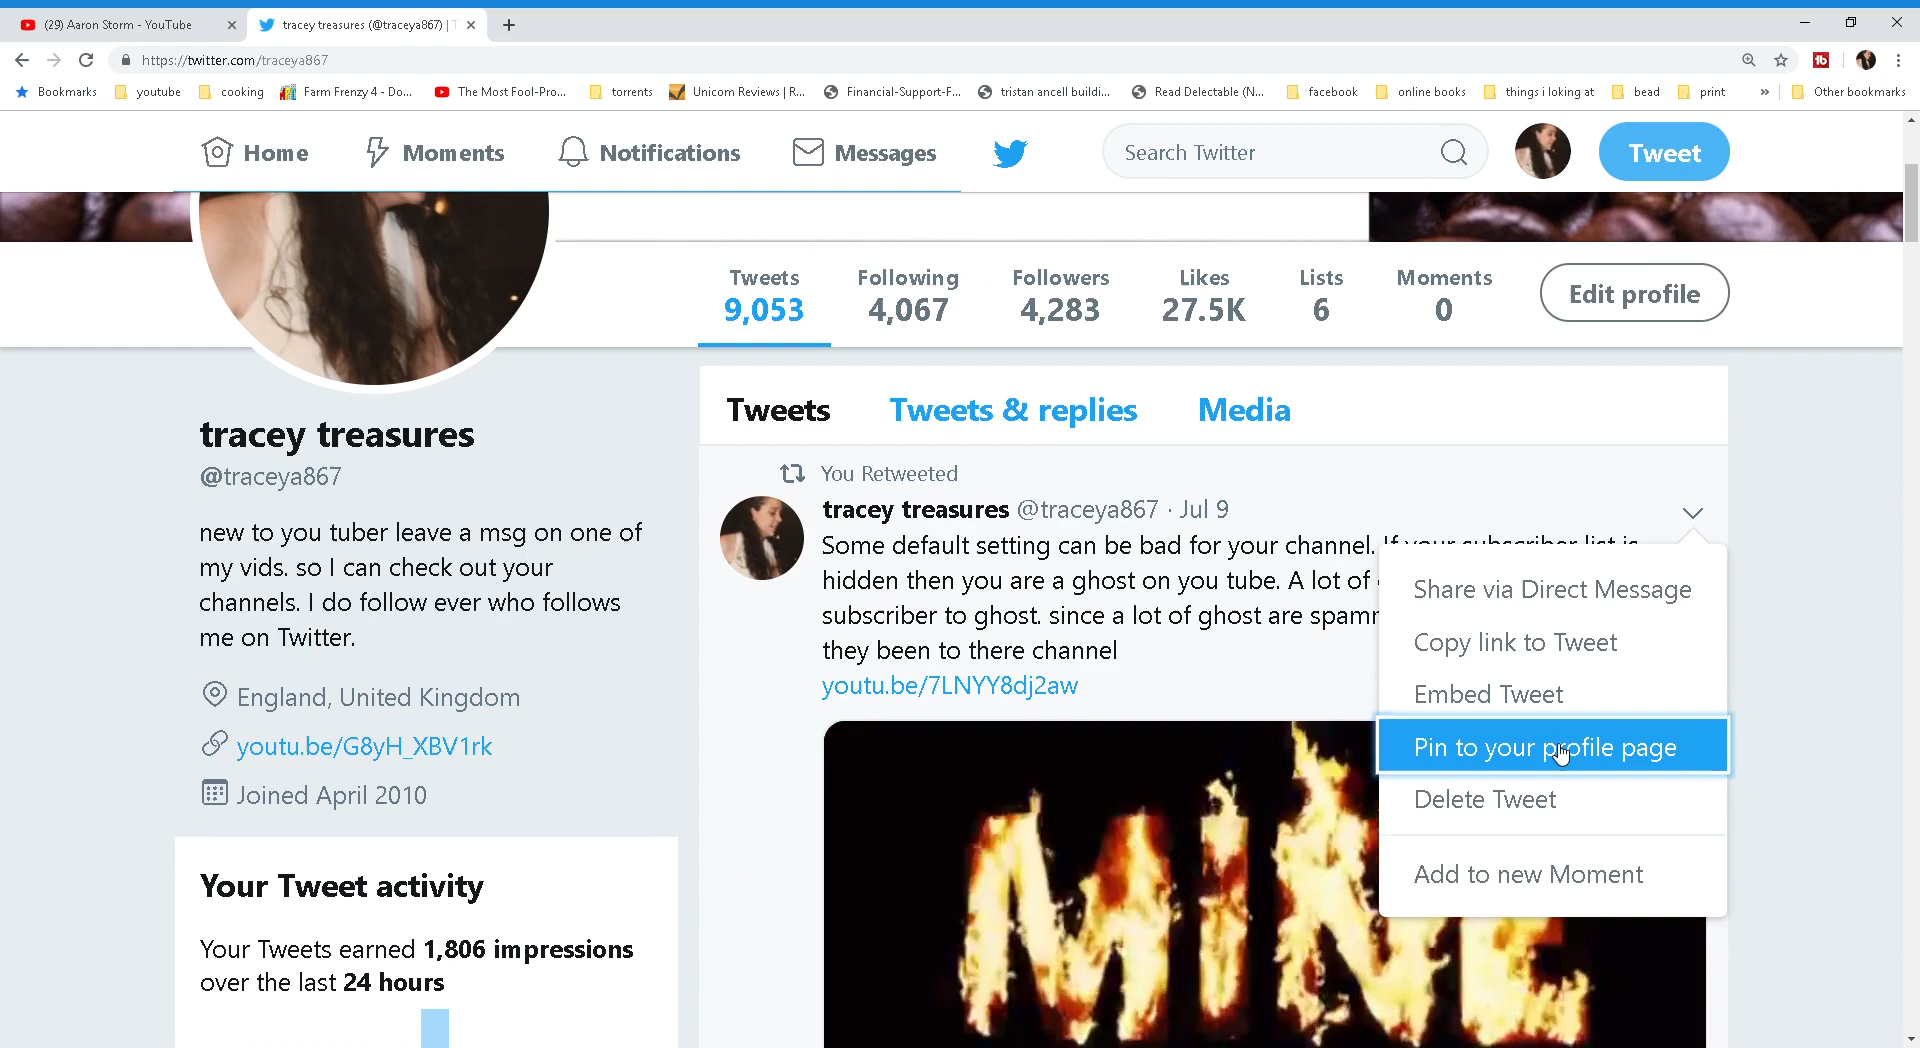 (29) Aaron Storm - YouTube
tracey treasures (@traceya867) | T
https://twitter.com/traceya867
Bookmarks youtube cooking Farm Frenzy 4 - Do... The Most Fool-Pro... torrents Unicorn Reviews | R... Financial-Support-F... tristan ancell buildi... Read Delectable (N... facebook online books things i loking at bead print » Other bookmarks
Home Moments Notifications Messages Search Twitter Tweet
Tweets Following Followers Likes Lists Moments
9,053 4,067 4,283 27.5K 6 0
Edit profile
tracey treasures
@traceya867
new to you tuber leave a msg on one of
my vids. so I can check out your
channels. I do follow ever who follows
me on Twitter.
England, United Kingdom
youtu.be/G8yH_XBV1rk
Joined April 2010
Your Tweet activity
Your Tweets earned 1,806 impressions
over the last 24 hours
Tweets Tweets & replies Media
You Retweeted
tracey treasures @traceya867 · Jul 9
Some default setting can be bad for your channel. If your subscriber list is
hidden then you are a ghost on you tube. A lot of
subscriber to ghost. since a lot of ghost are spamm
they been to there channel
youtu.be/7LNYY8dj2aw
Share via Direct Message
Copy link to Tweet
Embed Tweet
Pin to your profile page
Delete Tweet
Add to new Moment
MINE